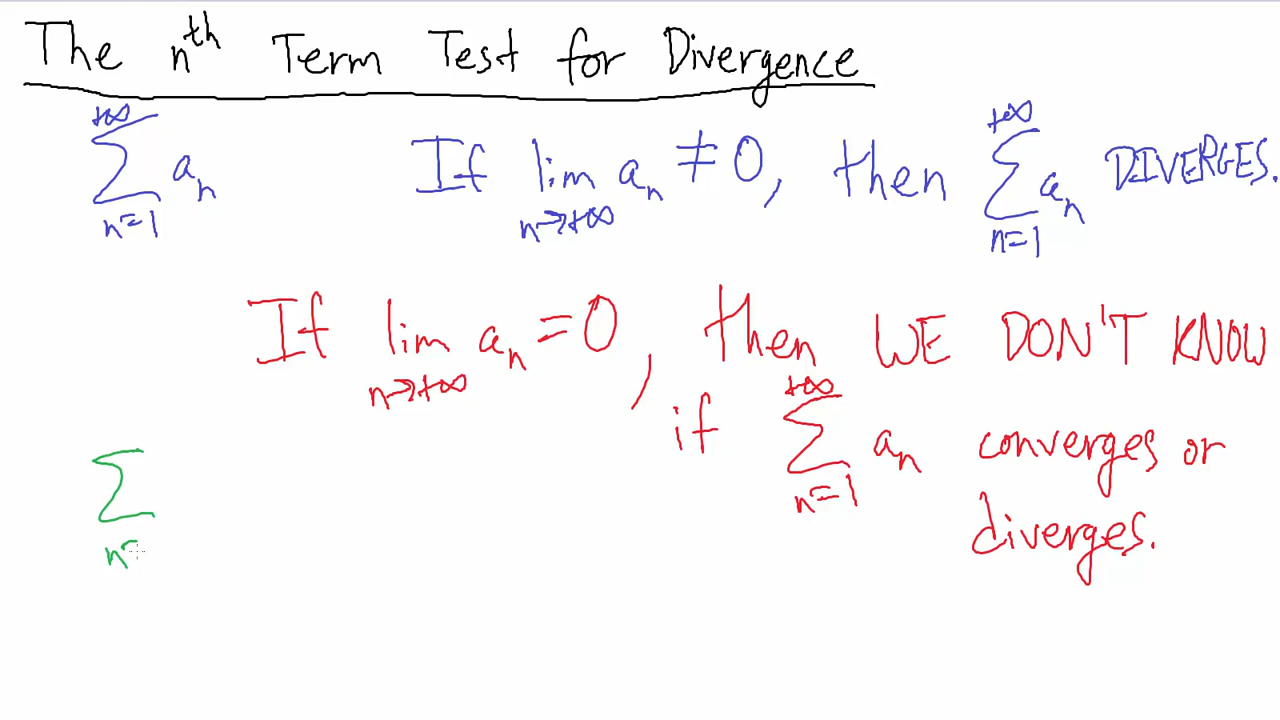 The nth Term Test for Divergence
+∞
∑ aₙ If lim aₙ ≠ 0, then ∑ aₙ DIVERGES.
n=1 n→+∞ n=1
If lim aₙ = 0, then WE DON'T KNOW
n→+∞
if ∑ aₙ converges or
+∞
n=1
diverges.
∑
n=